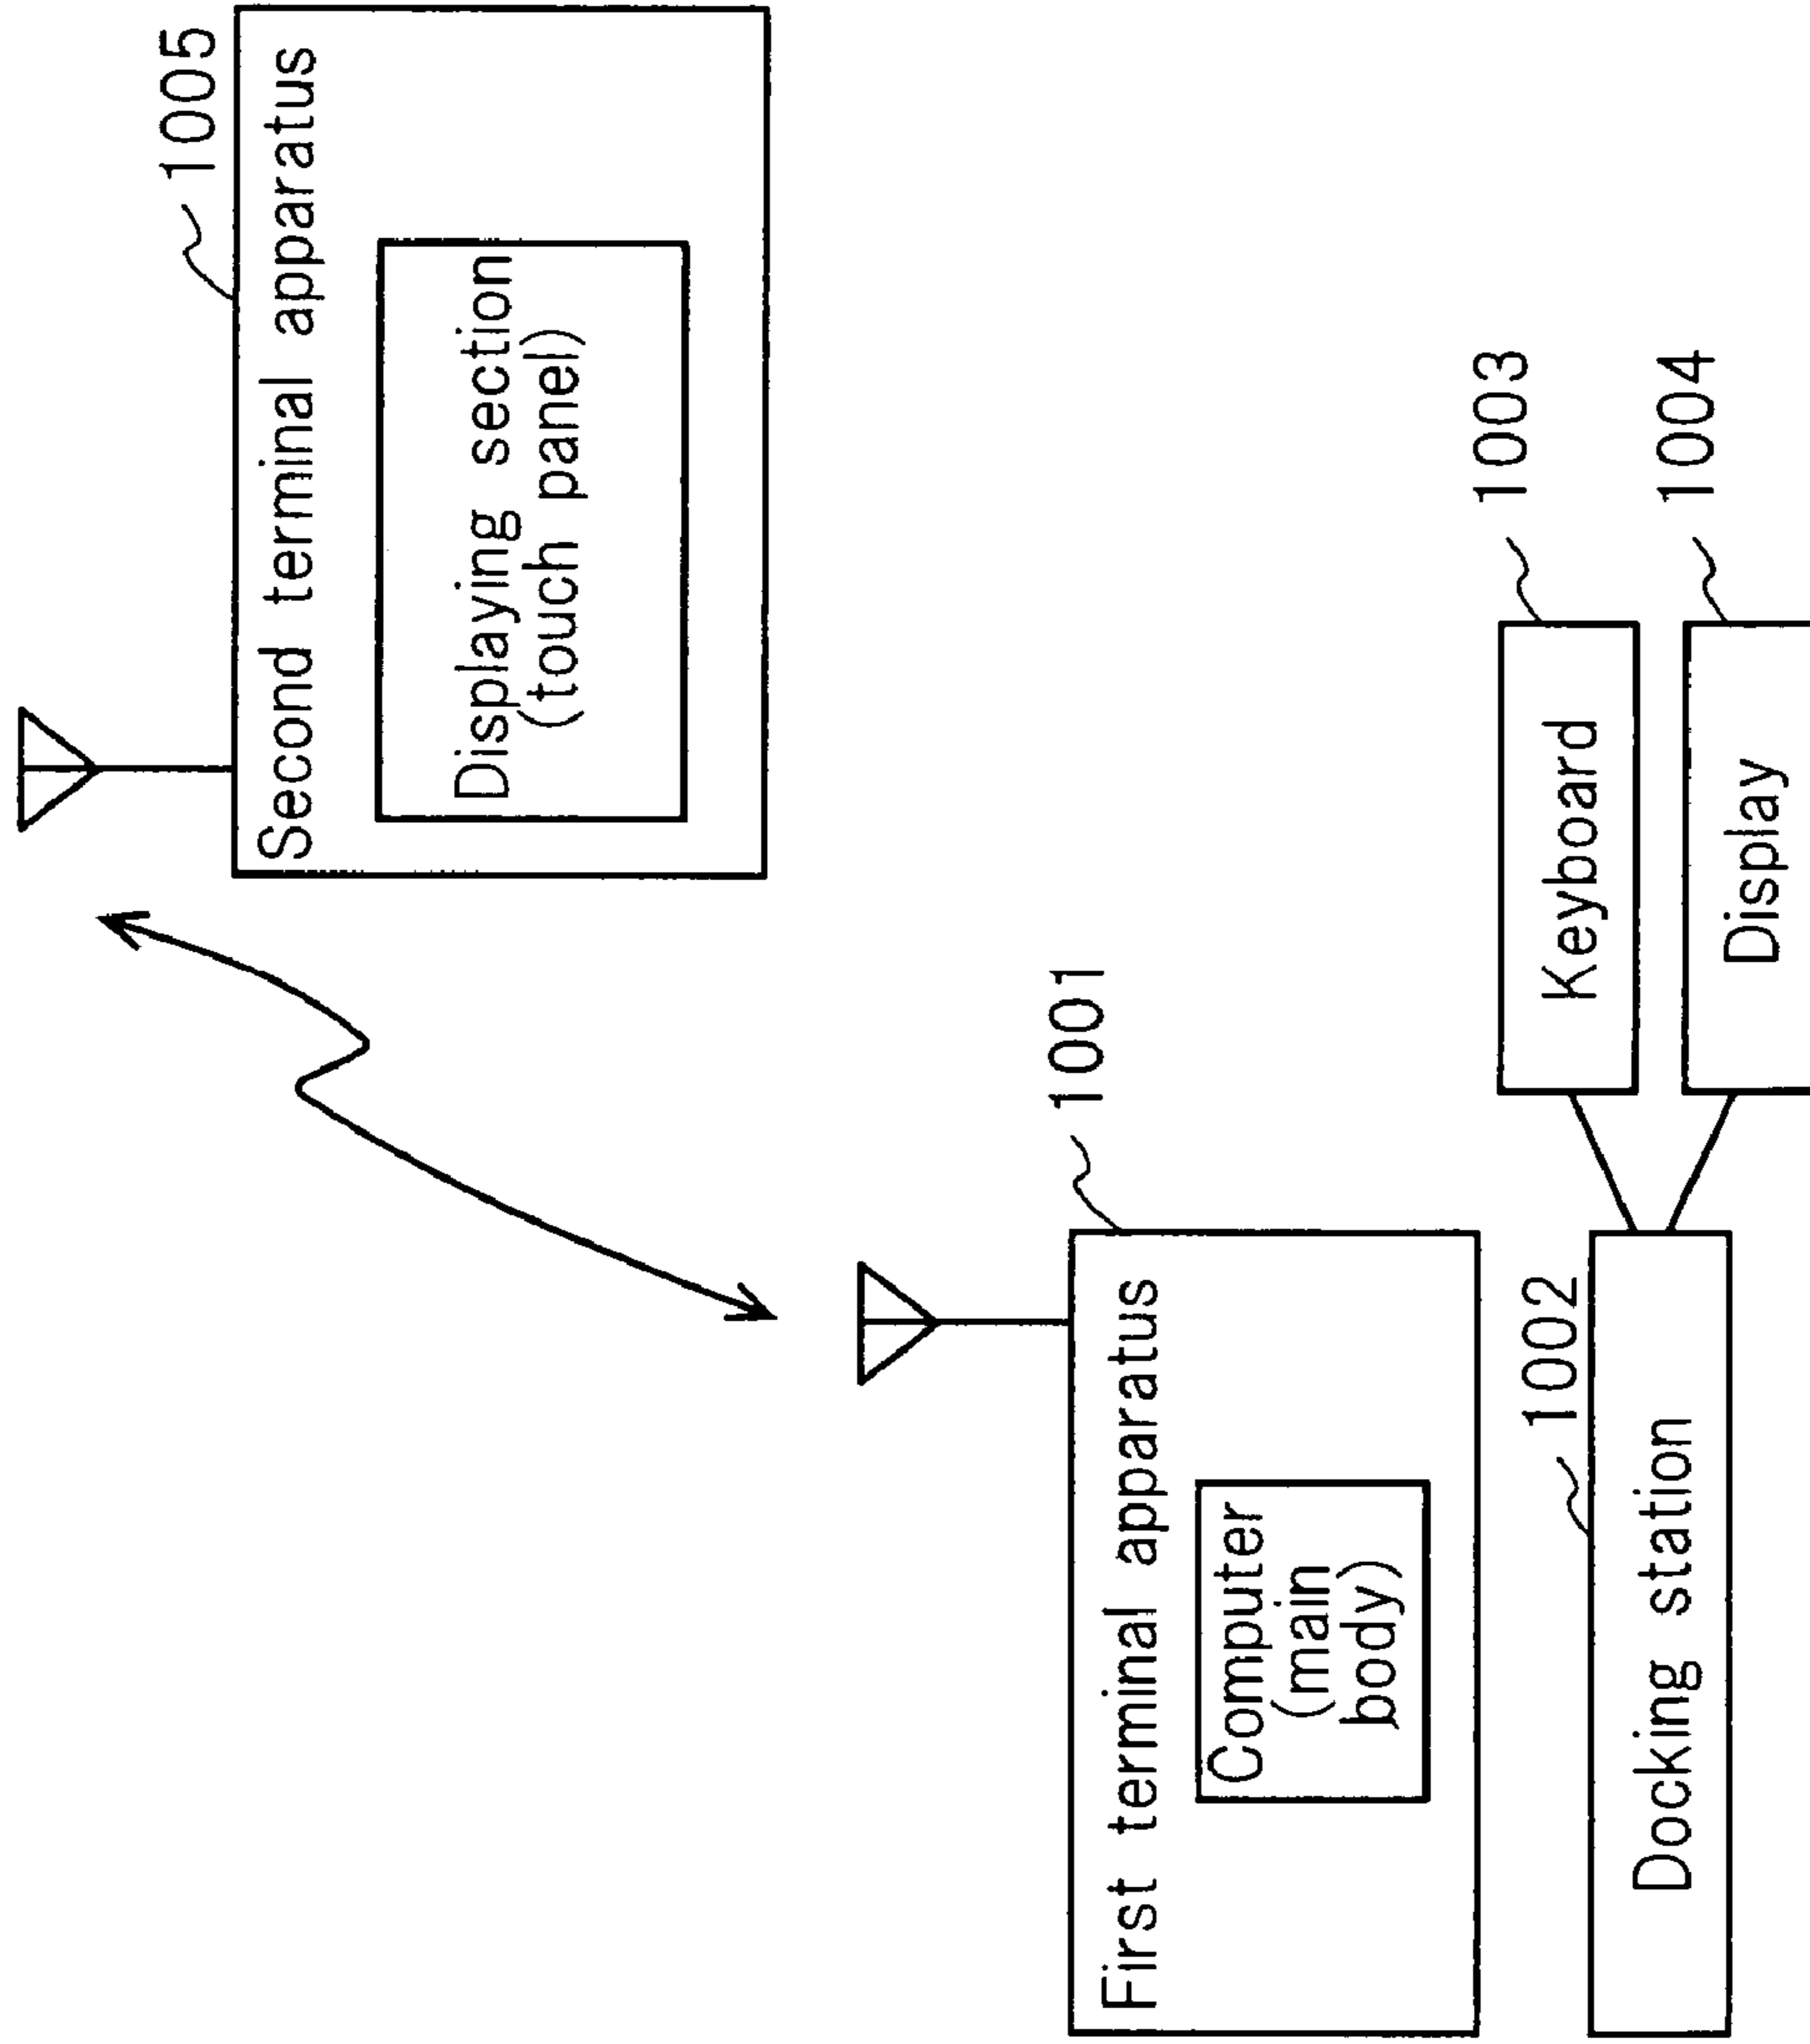 1005
Second terminal apparatus
Displaying section
(touch panel)
1001
First terminal apparatus
Computer
(main
body)
1002
Docking station
1003
Keyboard
1004
Display